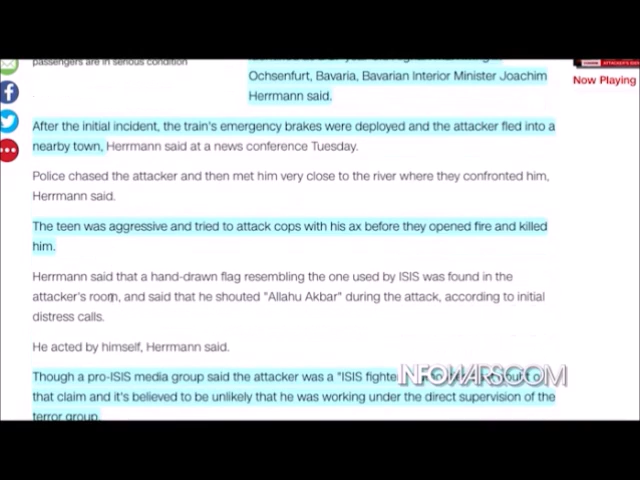 passengers are in serious condition
Ochsenfurt, Bavaria, Bavarian Interior Minister Joachim
Herrmann said.
Now Playing
After the initial incident, the train's emergency brakes were deployed and the attacker fled into a
nearby town, Herrmann said at a news conference Tuesday.
Police chased the attacker and then met him very close to the river where they confronted him,
Herrmann said.
The teen was aggressive and tried to attack cops with his ax before they opened fire and killed
him.
Herrmann said that a hand-drawn flag resembling the one used by ISIS was found in the
attacker's room, and said that he shouted "Allahu Akbar" during the attack, according to initial
distress calls.
He acted by himself, Herrmann said.
Though a pro-ISIS media group said the attacker was a "ISIS fighte
INFOWARS.COM
that claim and it's believed to be unlikely that he was working under the direct supervision of the
terror group.